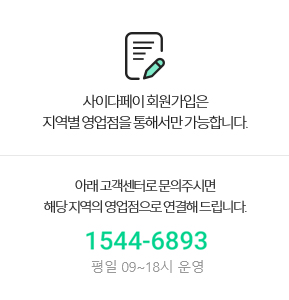 사이다페이 회원가입은
지역별 영업점을 통해서만 가능합니다.
아래 고객센터로 문의주시면
해당 지역의 영업점으로 연결해 드립니다.
1544-6893
평일 09~18시 운영